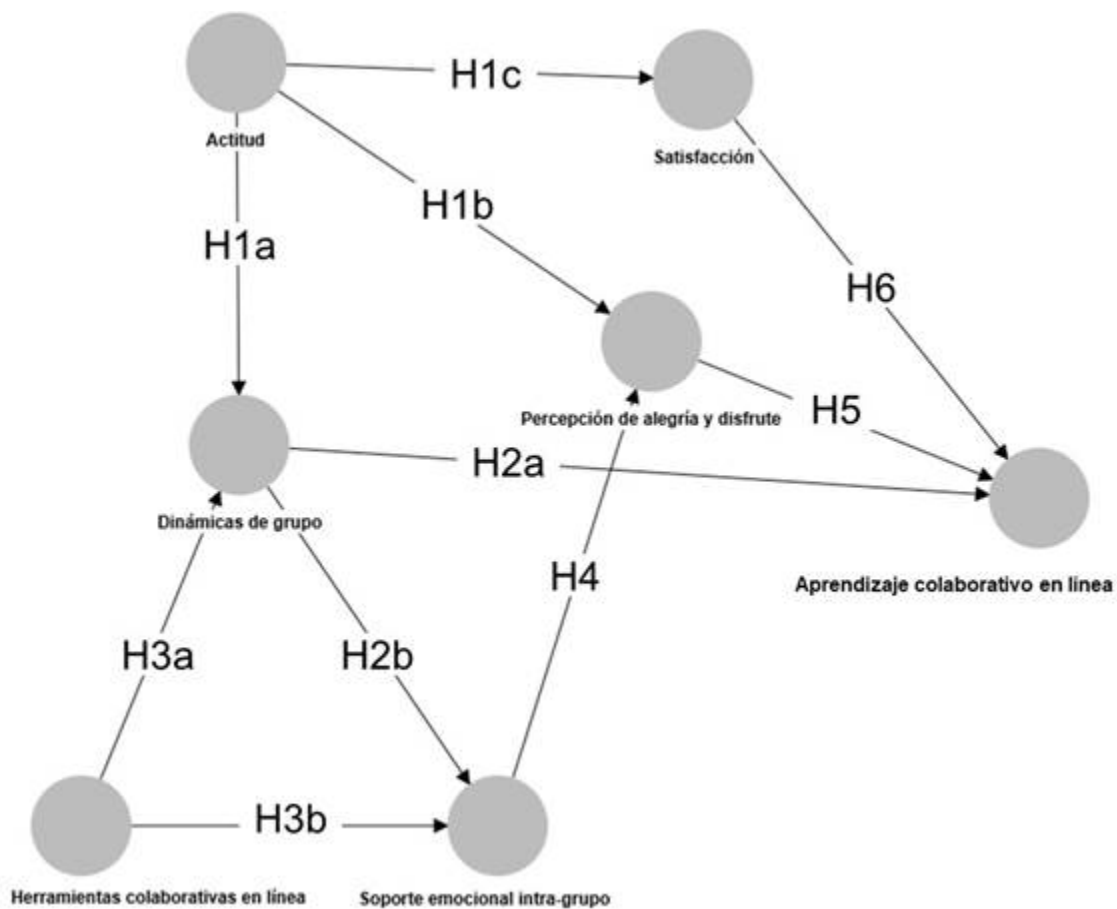 H1c
Actitud
Satisfacción
H1b
H1a
H6
Percepción de alegría y disfrute
H5
H2a
Dinámicas de grupo
H4
Aprendizaje colaborativo en linea
H3a
H2b
H3b
Herramientas colaborativas en línea
Soporte emocional intra-grupo